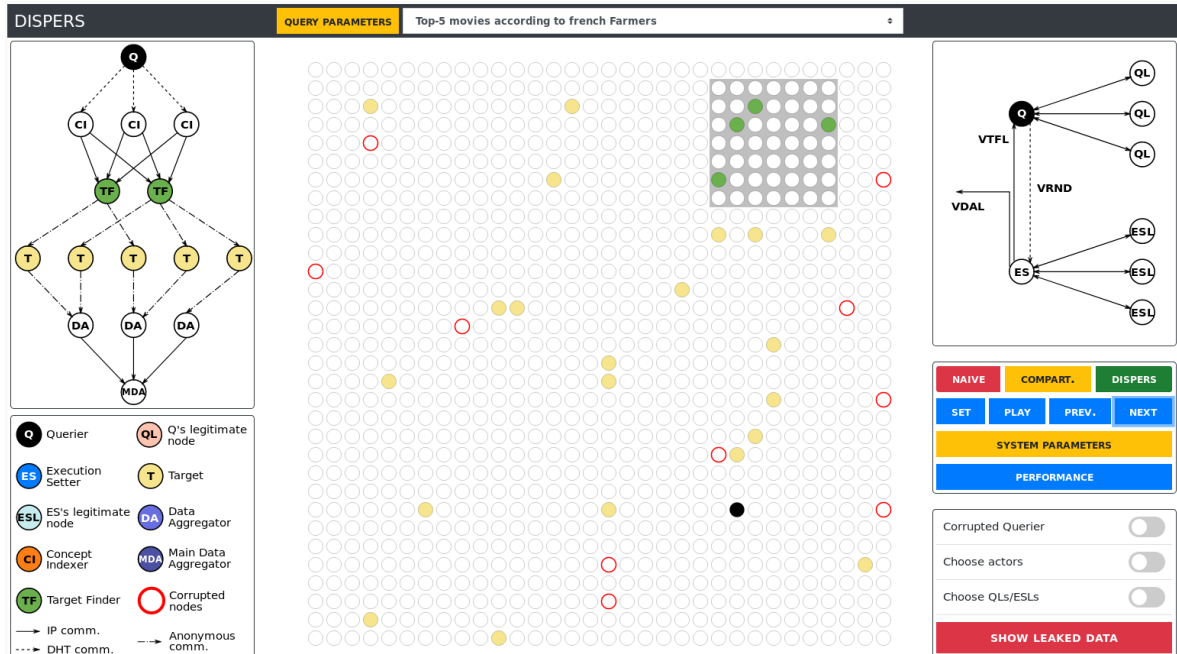 DISPERS
QUERY PARAMETERS
Top-5 movies according to french Farmers
Q
CI CI CI
TF TF
T T T T T
DA DA DA
MDA
Q Querier
QL Q's legitimate
node
ES Execution
Setter
T Target
ESL ES's legitimate
node
DA Data
Aggregator
CI Concept
Indexer
MDA Main Data
Aggregator
TF Target Finder
Corrupted
nodes
IP comm.
DHT comm.
Anonymous
comm.
QL
Q QL
VTFL
QL
VRND
VDAL
ESL
ES ESL
ESL
NAIVE COMPART. DISPERS
SET PLAY PREV. NEXT
SYSTEM PARAMETERS
PERFORMANCE
Corrupted Querier
Choose actors
Choose QLs/ESLs
SHOW LEAKED DATA